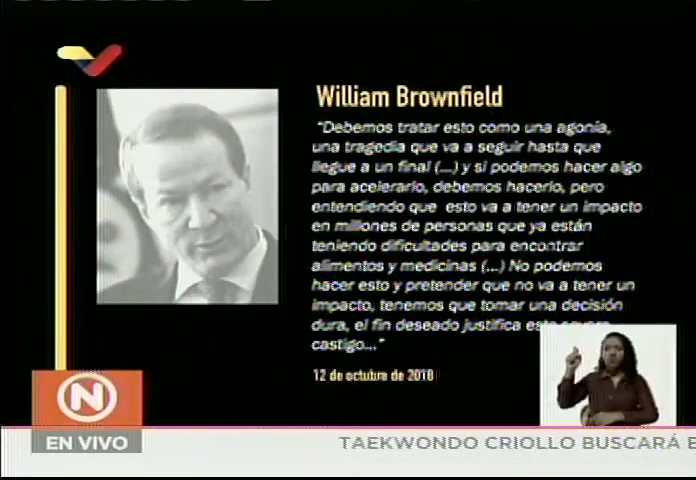 William Brownfield
"Debemos tratar esto como una agonía,
una tragedia que va a seguir hasta que
llegue a un final (...) y si podemos hacer algo
para acelerarlo, debemos hacerlo, pero
entendiendo que esto va a tener un impacto
en millones de personas que ya están
teniendo dificultades para encontrar
alimentos y medicinas (...) No podemos
hacer esto y pretender que no va a tener un
impacto, tenemos que tomar una decisión
dura, el fin deseado justifica
castigo..."
12 de octubre de 2018
N
EN VIVO
TAEKWONDO CRIOLLO BUSCARÁ